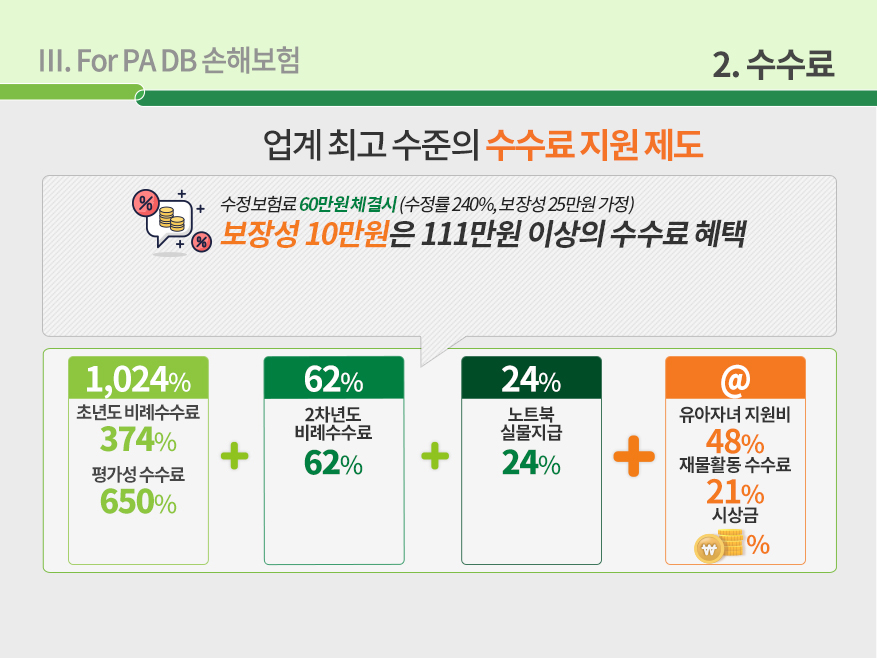 III. For PA DB 손해보험
2. 수수료
업계 최고 수준의 수수료 지원 제도
수정보험료 60만원 체결시 (수정률 240%, 보장성 25만원 가정)
보장성 10만원은 111만원 이상의 수수료 혜택
%
%
1,024%
초년도 비례수수료
374%
평가성 수수료
650%
+
62%
2차년도
비례수수료
62%
+
24%
노트북
실물지급
24%
+
@
유아자녀 지원비
48%
재물활동 수수료
21%
시상금
₩ %